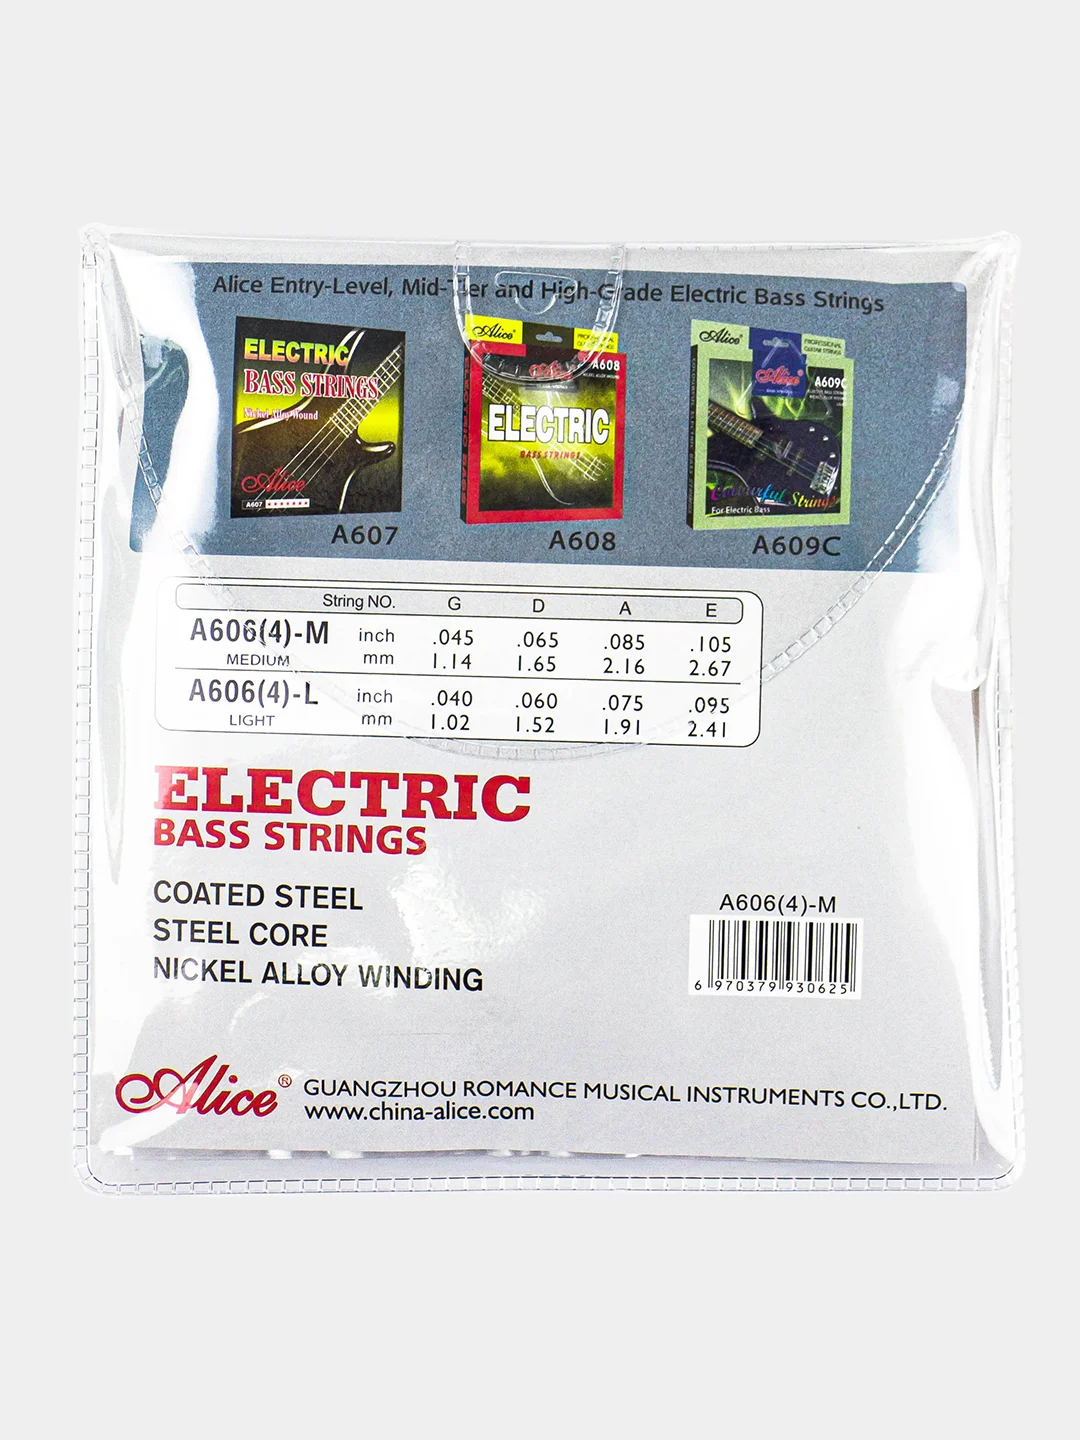 Alice Entry-Level, Mid-Tier and High-Grade Electric Bass Strings
ELECTRIC
BASS STRINGS
Nickel Alloy Wound
Alice
A607
A607
Alice
PROFESSIONAL
A608
ELECTRIC
BASS STRINGS
A608
Alice
PROFESSIONAL
GUITAR STRINGS
Alice
A609C
Colourful Strings
For Electric Bass
A609C
String NO. G D A E
A606(4)-M inch .045 .065 .085 .105
MEDIUM mm 1.14 1.65 2.16 2.67
A606(4)-L inch .040 .060 .075 .095
LIGHT mm 1.02 1.52 1.91 2.41
ELECTRIC
BASS STRINGS
COATED STEEL
STEEL CORE
NICKEL ALLOY WINDING
A606(4)-M
6 970379 930625
Alice® GUANGZHOU ROMANCE MUSICAL INSTRUMENTS CO.,LTD.
www.china-alice.com